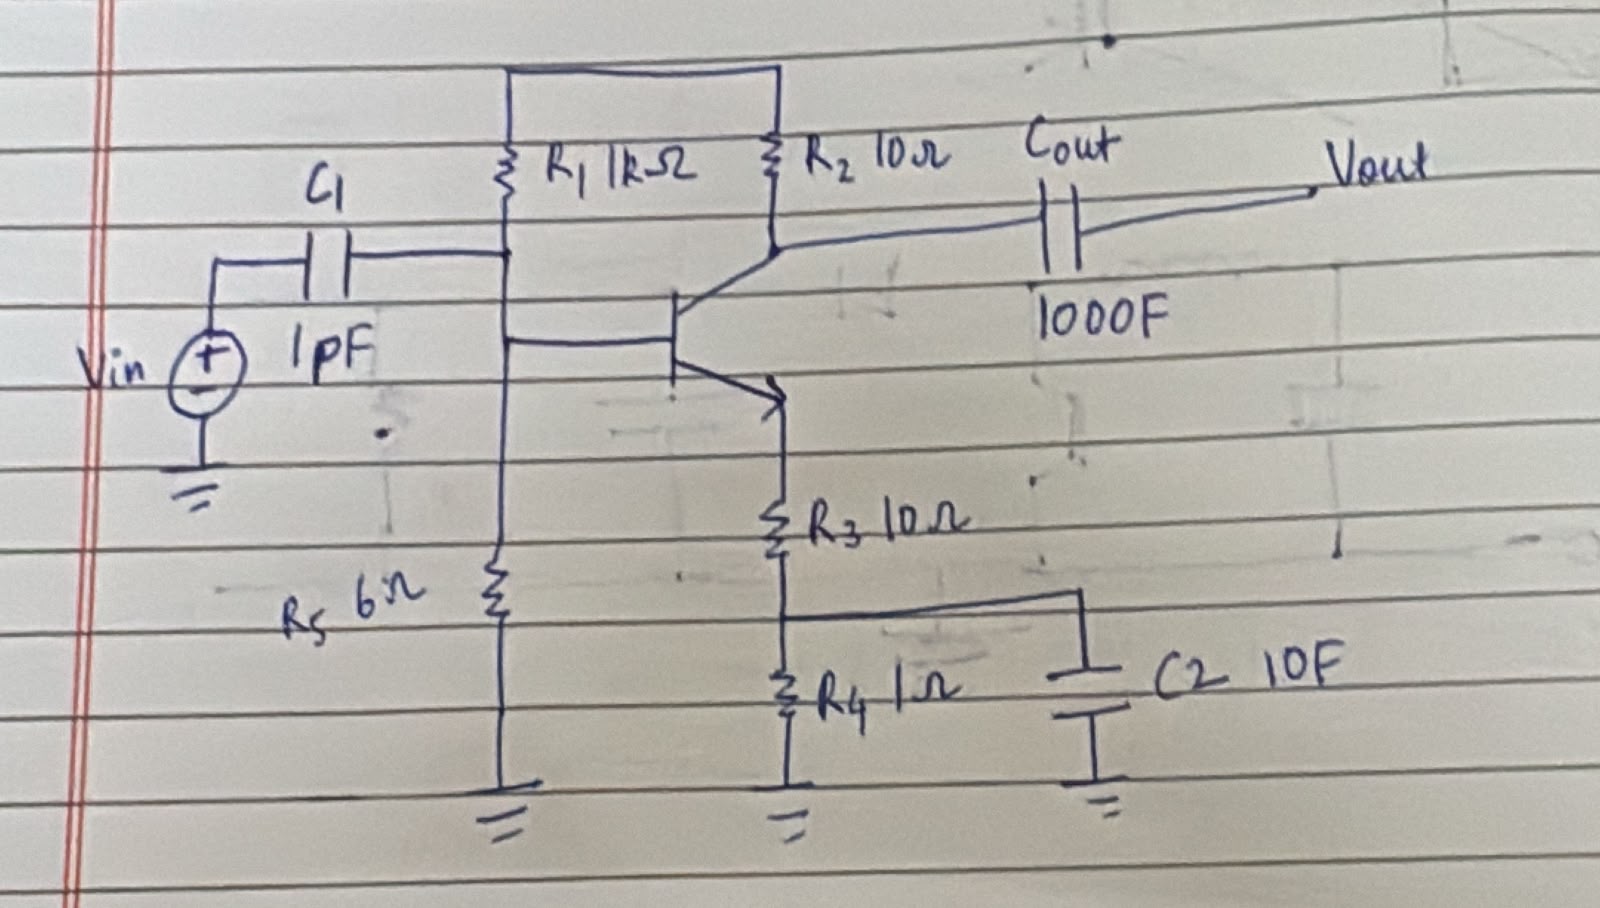 R1 1kΩ
R2 10Ω
Cout
Vout
C1
1pF
Vin
1000F
R3 10Ω
R5 6Ω
R4 1Ω
C2 10F